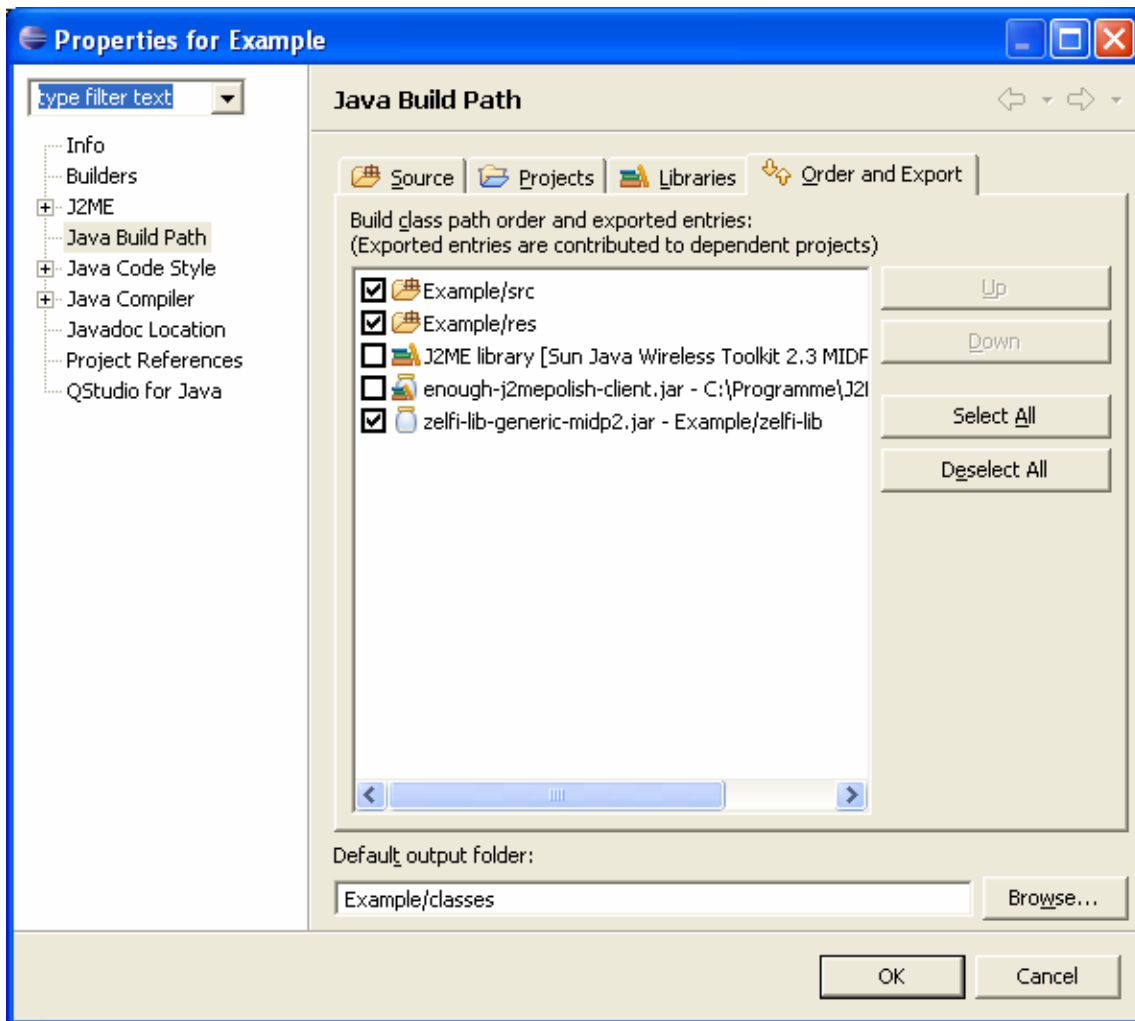 Properties for Example
type filter text
Info
Builders
J2ME
Java Build Path
Java Code Style
Java Compiler
Javadoc Location
Project References
QStudio for Java
Java Build Path
Source
Projects
Libraries
Order and Export
Build class path order and exported entries:
(Exported entries are contributed to dependent projects)
Example/src
Example/res
J2ME library [Sun Java Wireless Toolkit 2.3 MIDP
enough-j2mepolish-client.jar - C:\Programme\J2
zelfi-lib-generic-midp2.jar - Example/zelfi-lib
Up
Down
Select All
Deselect All
Default output folder:
Example/classes
Browse...
OK
Cancel